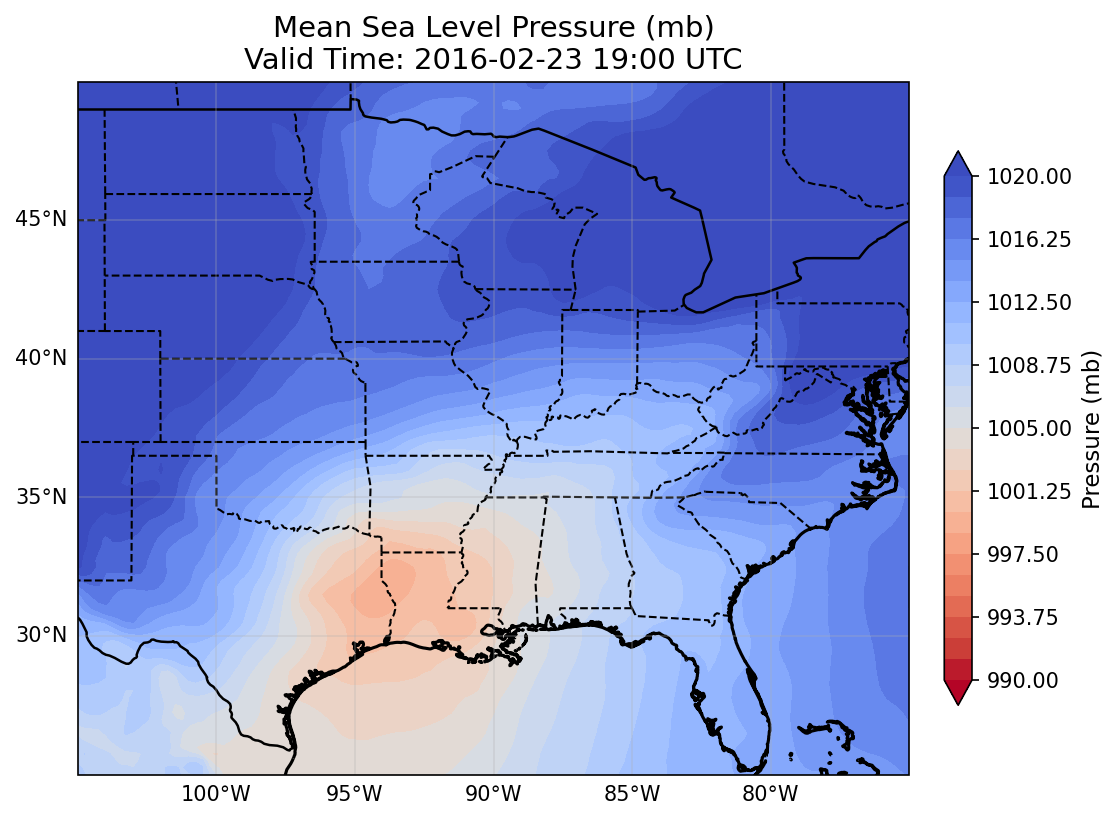 Mean Sea Level Pressure (mb)
Valid Time: 2016-02-23 19:00 UTC
45°N
40°N
35°N
30°N
100°W
95°W
90°W
85°W
80°W
1020.00
1016.25
1012.50
1008.75
1005.00
1001.25
997.50
993.75
990.00
Pressure (mb)